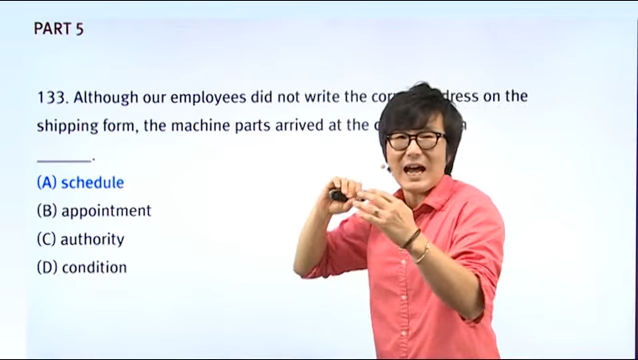 PART 5
133. Although our employees did not write the dress on the
shipping form, the machine parts arrived at the
______.
(A) schedule
(B) appointment
(C) authority
(D) condition